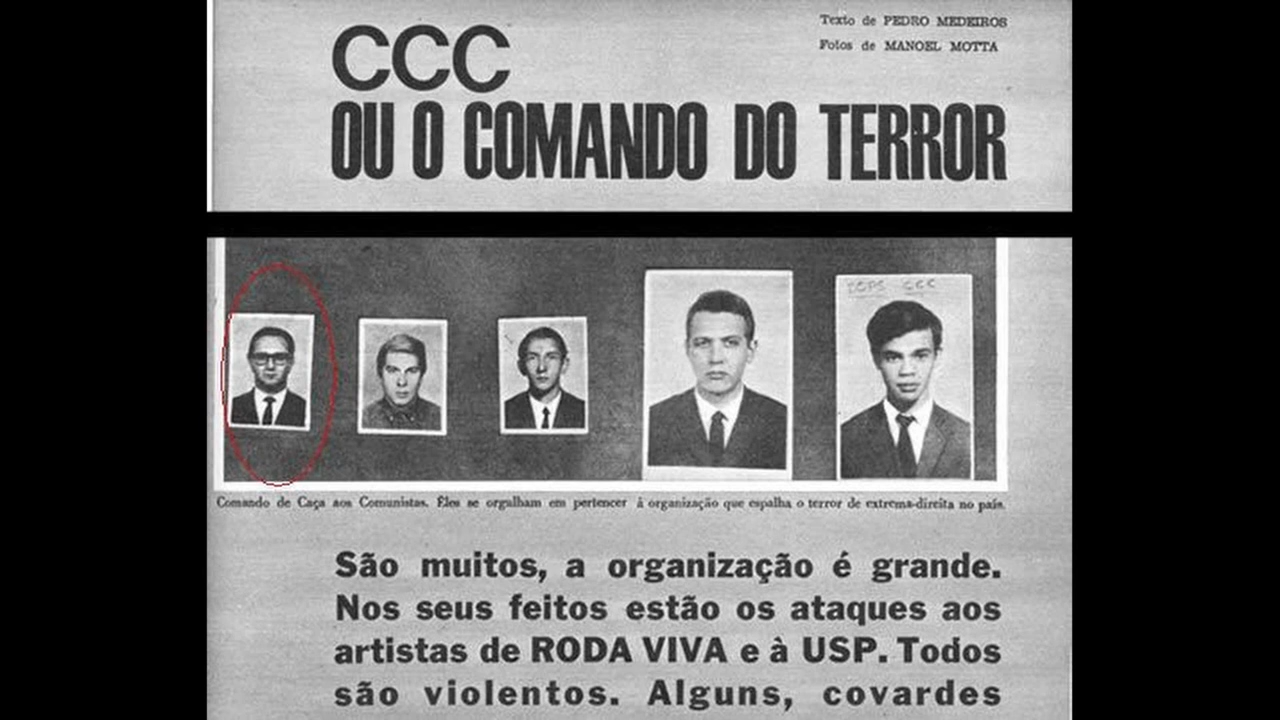 Texto de PEDRO MEDEIROS
Fotos de MANOEL MOTTA
CCC
OU O COMANDO DO TERROR
DOPS CCC
Comando de Caça aos Comunistas. Êles se orgulham em pertencer à organização que espalha o terror de extrema-direita no país.
São muitos, a organização é grande.
Nos seus feitos estão os ataques aos
artistas de RODA VIVA e à USP. Todos
são violentos. Alguns, covardes